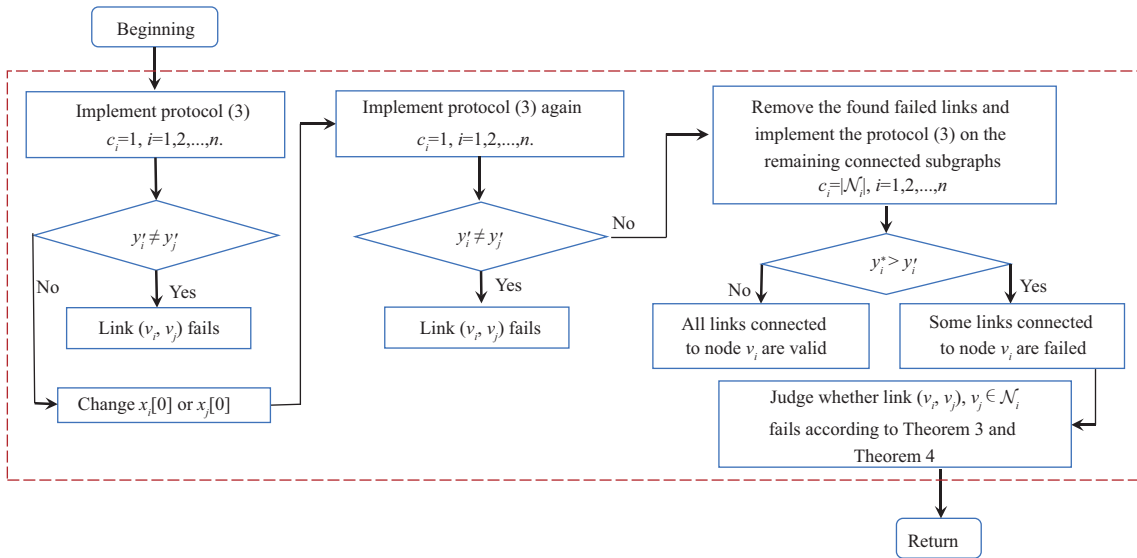 Beginning
Implement protocol (3)
c_i=1, i=1,2,...,n.
y′_i ≠ y′_j
No
Yes
Link (v_i, v_j) fails
Change x_i[0] or x_j[0]
Implement protocol (3) again
c_i=1, i=1,2,...,n.
y′_i ≠ y′_j
No
Yes
Link (v_i, v_j) fails
Remove the found failed links and
implement the protocol (3) on the
remaining connected subgraphs
c_i=|𝒩_i|, i=1,2,...,n
y*_i > y′_i
No
Yes
All links connected
to node v_i are valid
Some links connected
to node v_i are failed
Judge whether link (v_i, v_j), v_j ∈ 𝒩_i
fails according to Theorem 3 and
Theorem 4
Return